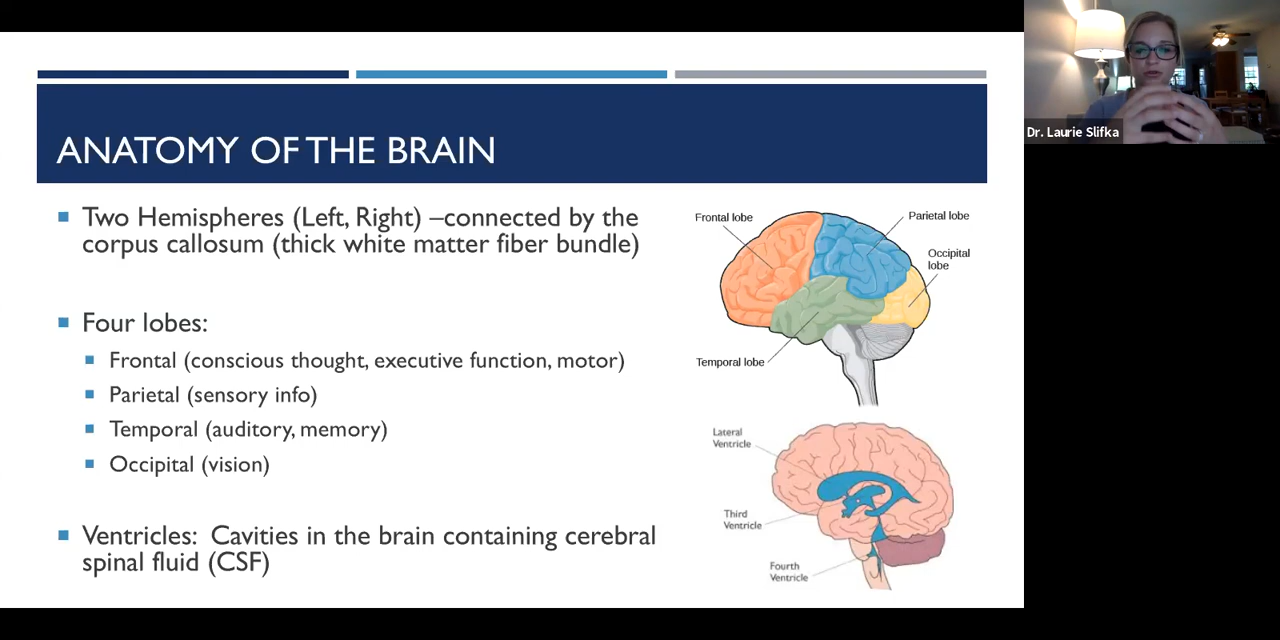 ANATOMY OF THE BRAIN
Two Hemispheres (Left, Right) –connected by the
corpus callosum (thick white matter fiber bundle)
Four lobes:
Frontal (conscious thought, executive function, motor)
Parietal (sensory info)
Temporal (auditory, memory)
Occipital (vision)
Ventricles: Cavities in the brain containing cerebral
spinal fluid (CSF)
Frontal lobe
Parietal lobe
Occipital
lobe
Temporal lobe
Lateral
Ventricle
Third
Ventricle
Fourth
Ventricle
Dr. Laurie Slifka